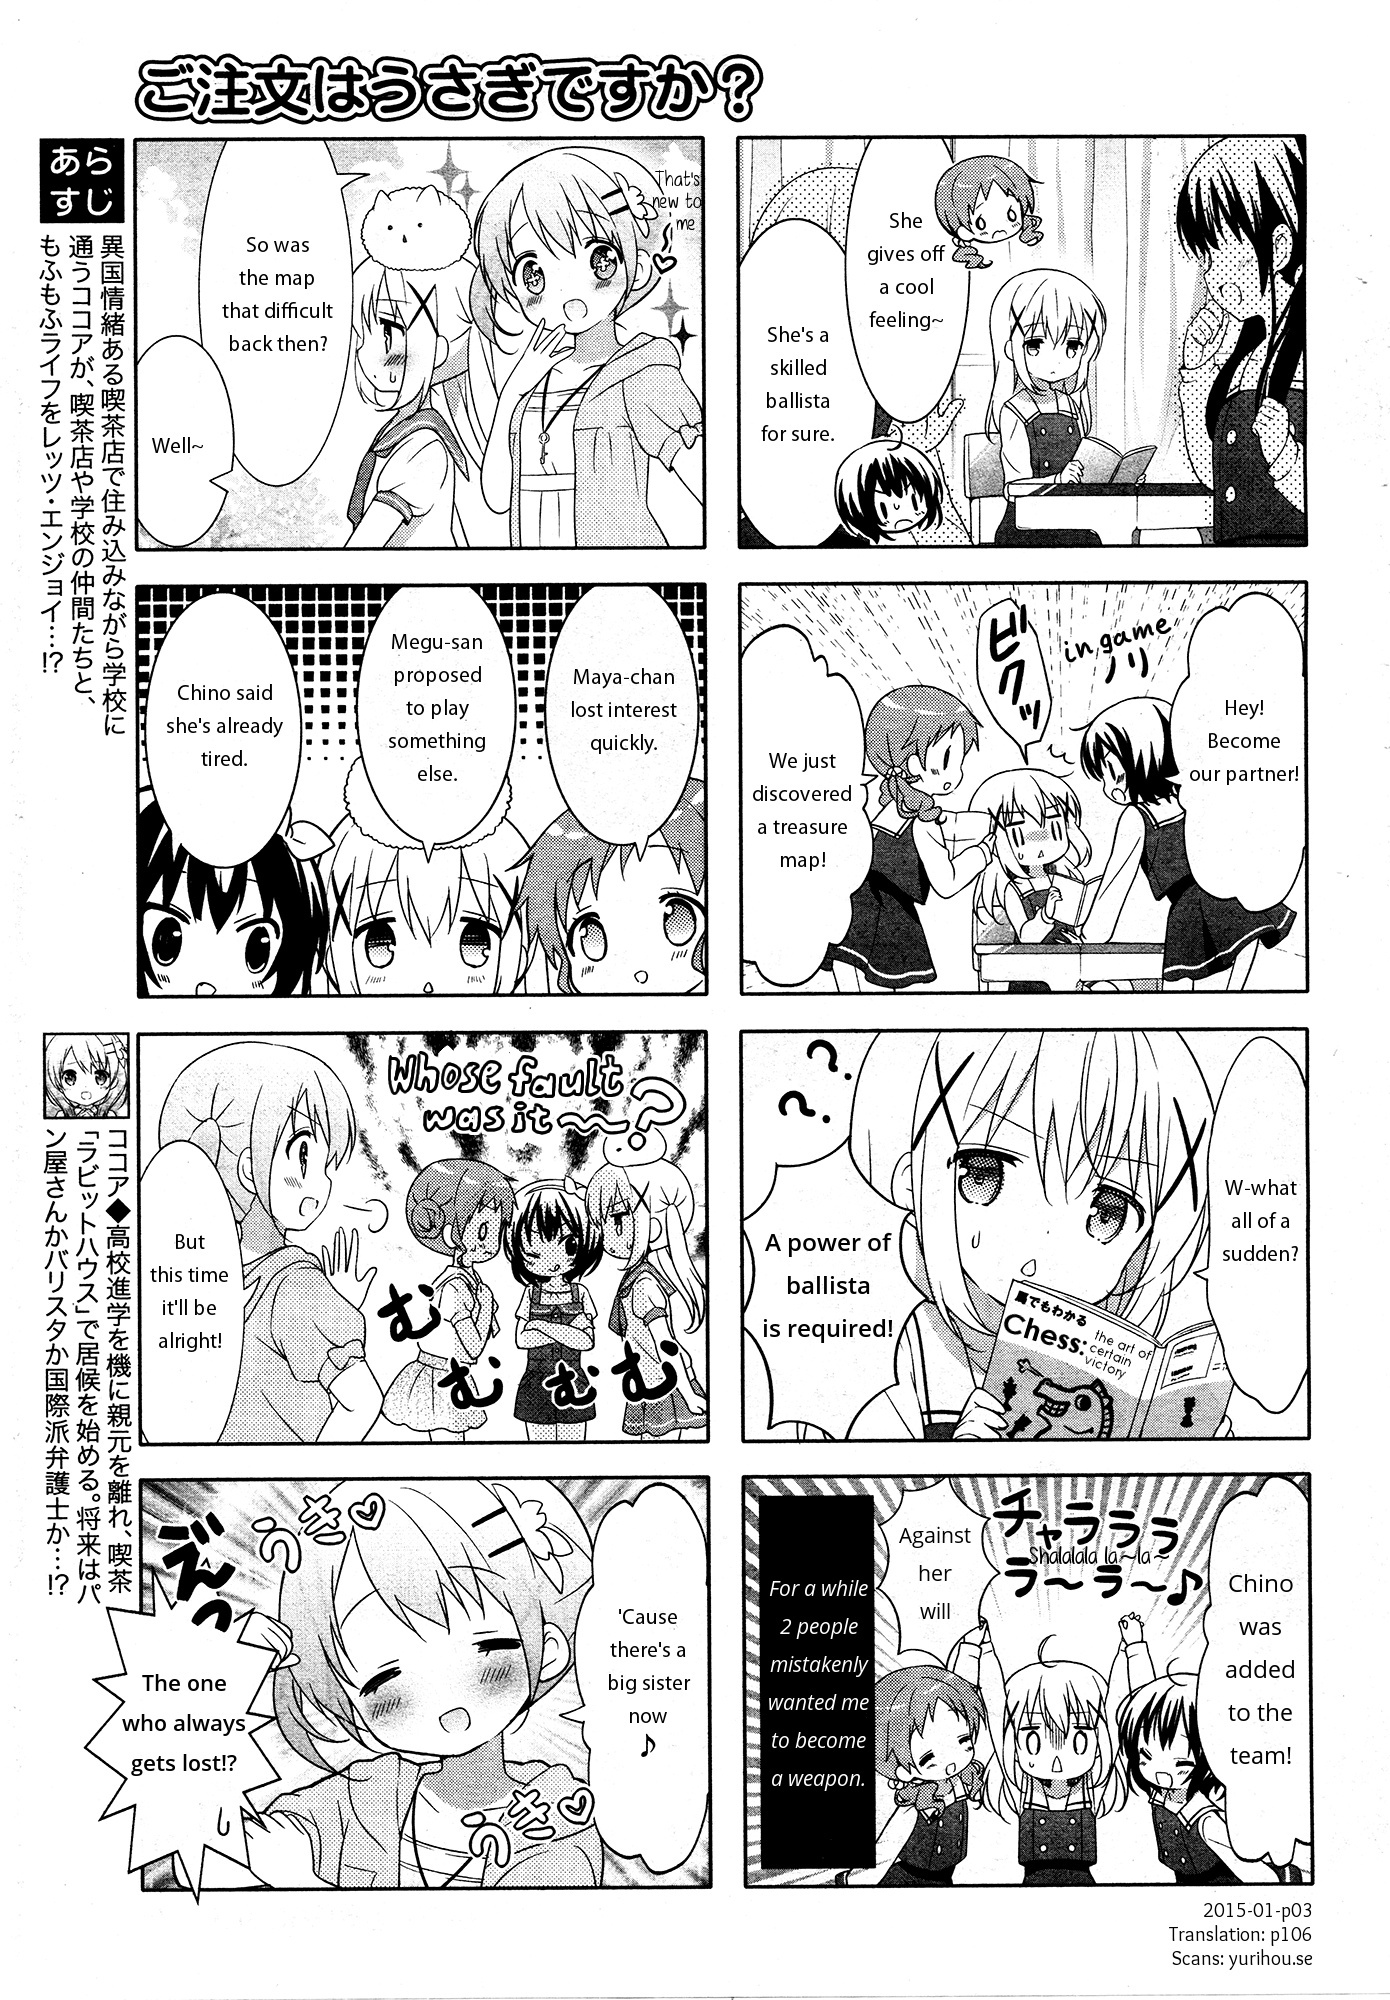 ご注文はうさぎですか？
あら
すじ
異国情緒ある喫茶店で住み込みながら学校に
通うココアが、喫茶店や学校の仲間たちと、
もふもふライフをレッツ・エンジョイ…!?
She
gives off
a cool
feeling~
She's a
skilled
ballista
for sure.
Hey!
Become
our partner!
in game
ノリ
ビクッ
We just
discovered
a treasure
map!
W-what
all of a
sudden?
? ?
A power of
ballista
is required!
馬でもわかる
Chess: the art of
certain
victory
Chino
was
added
to the
team!
チャラララ
Shalalala la~la~
ラ〜ラ〜♪
Against
her
will
For a while
2 people
mistakenly
wanted me
to become
a weapon.
That's
new to
me
So was
the map
that difficult
back then?
Well~
Maya-chan
lost interest
quickly.
Megu-san
proposed
to play
something
else.
Chino said
she's already
tired.
Whose fault
was it~~?
むむむむ
But
this time
it'll be
alright!
'Cause
there's a
big sister
now
♪
うき♡
うき♡
ずんっ
The one
who always
gets lost!?
ココア◆高校進学を機に親元を離れ、喫茶
「ラビットハウス」で居候を始める。将来はパ
ン屋さんかバリスタか国際派弁護士か…!?
2015-01-p03
Translation: p106
Scans: yurihou.se